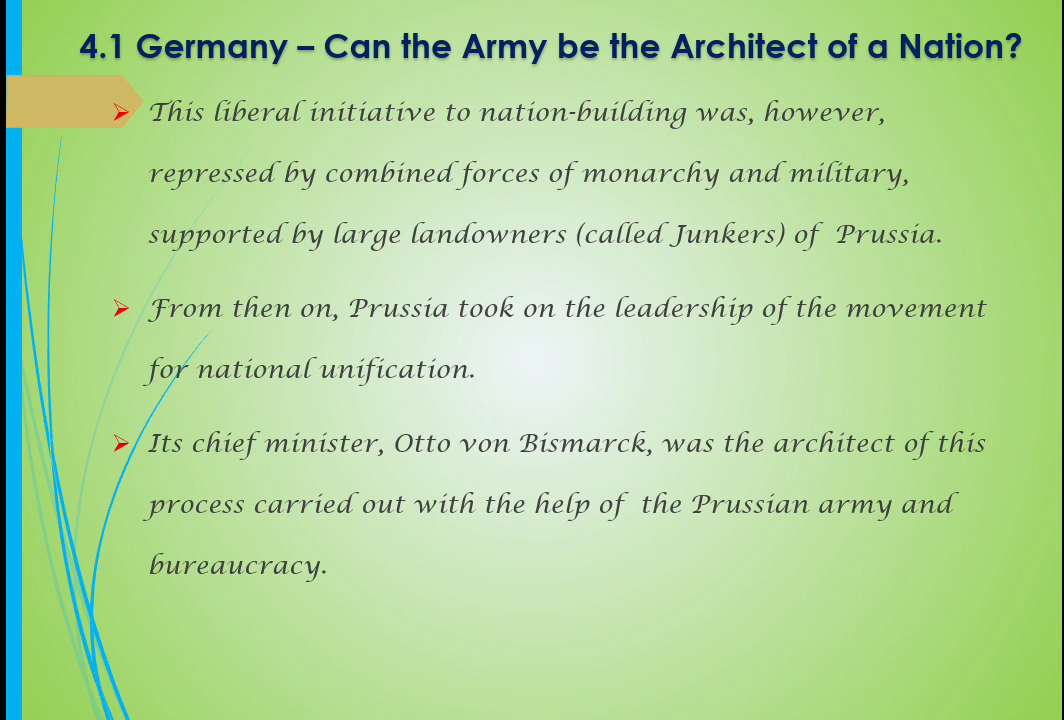 4.1 Germany – Can the Army be the Architect of a Nation?
This liberal initiative to nation-building was, however,
repressed by combined forces of monarchy and military,
supported by large landowners (called Junkers) of Prussia.
From then on, Prussia took on the leadership of the movement
for national unification.
Its chief minister, Otto von Bismarck, was the architect of this
process carried out with the help of the Prussian army and
bureaucracy.